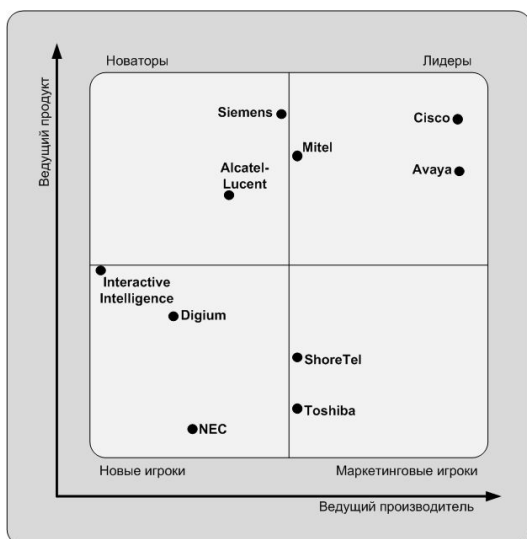 Новаторы
Лидеры
Ведущий продукт
Siemens
Cisco
Mitel
Alcatel-
Lucent
Avaya
Interactive
Intelligence
Digium
ShoreTel
Toshiba
NEC
Новые игроки
Маркетинговые игроки
Ведущий производитель